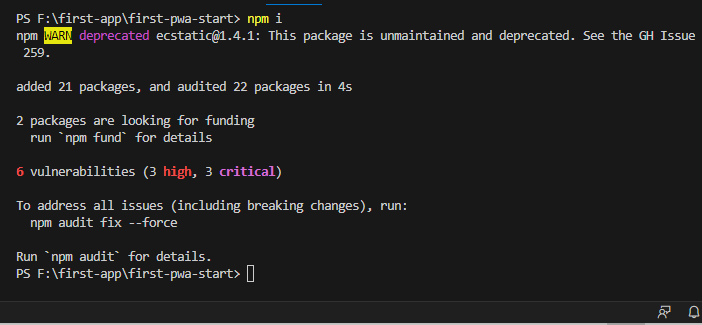 PS F:\first-app\first-pwa-start> npm i
npm WARN deprecated ecstatic@1.4.1: This package is unmaintained and deprecated. See the GH Issue
259.
added 21 packages, and audited 22 packages in 4s
2 packages are looking for funding
run `npm fund` for details
6 vulnerabilities (3 high, 3 critical)
To address all issues (including breaking changes), run:
npm audit fix --force
Run `npm audit` for details.
PS F:\first-app\first-pwa-start>